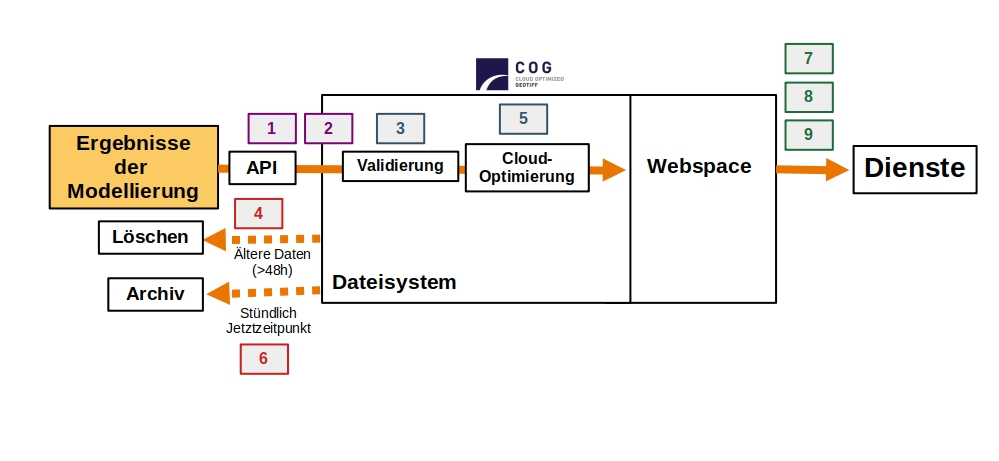 COG
CLOUD OPTIMIZED
GEOTIFF
7
8
9
1
2
3
5
Ergebnisse
der
Modellierung
API
Validierung
Cloud-
Optimierung
Webspace
Dienste
4
Löschen
Ältere Daten
(>48h)
Dateisystem
Archiv
Stündlich
Jetztzeitpunkt
6